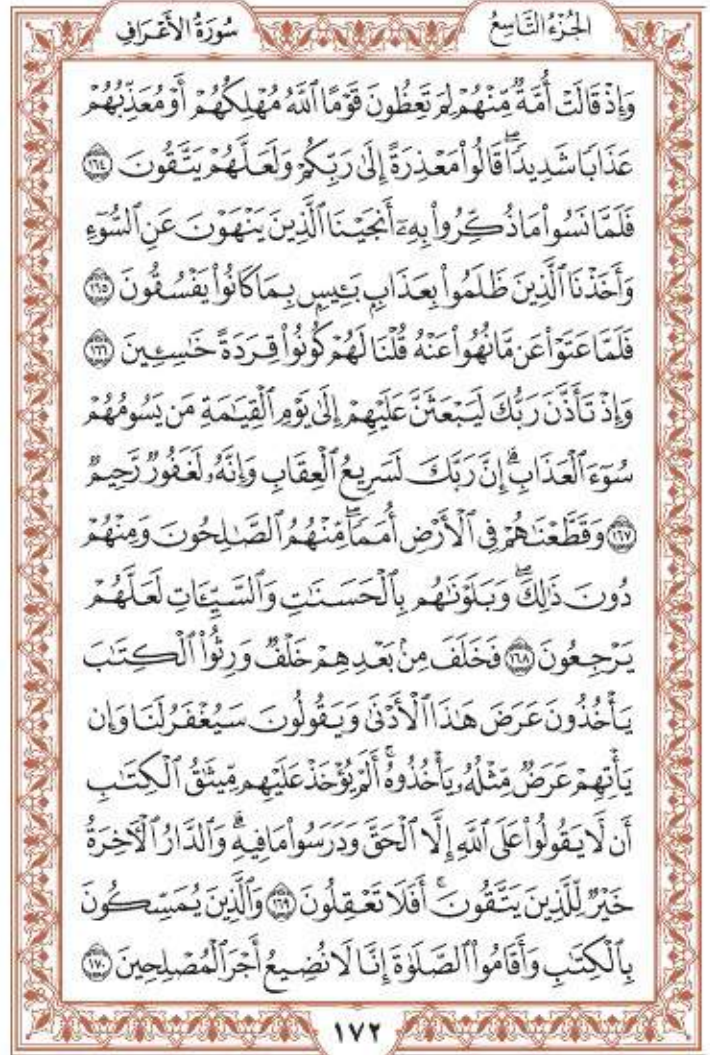 الجُزْءُ التَّاسِعُ
سُورَةُ الأَعْرَافِ
وَإِذْ قَالَتْ أُمَّةٌ مِّنْهُمْ لِمَ تَعِظُونَ قَوْمًا ٱللَّهُ مُهْلِكُهُمْ أَوْ مُعَذِّبُهُمْ
عَذَابًا شَدِيدًاۖ قَالُوا۟ مَعْذِرَةً إِلَىٰ رَبِّكُمْ وَلَعَلَّهُمْ يَتَّقُونَ ١٦٤
فَلَمَّا نَسُوا۟ مَا ذُكِّرُوا۟ بِهِۦٓ أَنجَيْنَا ٱلَّذِينَ يَنْهَوْنَ عَنِ ٱلسُّوٓءِ
وَأَخَذْنَا ٱلَّذِينَ ظَلَمُوا۟ بِعَذَابٍۭ بَـِٔيسٍۭ بِمَا كَانُوا۟ يَفْسُقُونَ ١٦٥
فَلَمَّا عَتَوْا۟ عَن مَّا نُهُوا۟ عَنْهُ قُلْنَا لَهُمْ كُونُوا۟ قِرَدَةً خَـٰسِـِٔينَ ١٦٦
وَإِذْ تَأَذَّنَ رَبُّكَ لَيَبْعَثَنَّ عَلَيْهِمْ إِلَىٰ يَوْمِ ٱلْقِيَـٰمَةِ مَن يَسُومُهُمْ
سُوٓءَ ٱلْعَذَابِۗ إِنَّ رَبَّكَ لَسَرِيعُ ٱلْعِقَابِۖ وَإِنَّهُۥ لَغَفُورٌ رَّحِيمٌ
١٦٧ وَقَطَّعْنَـٰهُمْ فِى ٱلْأَرْضِ أُمَمًاۖ مِّنْهُمُ ٱلصَّـٰلِحُونَ وَمِنْهُمْ
دُونَ ذَٰلِكَۖ وَبَلَوْنَـٰهُم بِٱلْحَسَنَـٰتِ وَٱلسَّيِّـَٔاتِ لَعَلَّهُمْ
يَرْجِعُونَ ١٦٨ فَخَلَفَ مِنۢ بَعْدِهِمْ خَلْفٌ وَرِثُوا۟ ٱلْكِتَـٰبَ
يَأْخُذُونَ عَرَضَ هَـٰذَا ٱلْأَدْنَىٰ وَيَقُولُونَ سَيُغْفَرُ لَنَا وَإِن
يَأْتِهِمْ عَرَضٌ مِّثْلُهُۥ يَأْخُذُوهُۚ أَلَمْ يُؤْخَذْ عَلَيْهِم مِّيثَـٰقُ ٱلْكِتَـٰبِ
أَن لَّا يَقُولُوا۟ عَلَى ٱللَّهِ إِلَّا ٱلْحَقَّ وَدَرَسُوا۟ مَا فِيهِۗ وَٱلدَّارُ ٱلْـَٔاخِرَةُ
خَيْرٌ لِّلَّذِينَ يَتَّقُونَۗ أَفَلَا تَعْقِلُونَ ١٦٩ وَٱلَّذِينَ يُمَسِّكُونَ
بِٱلْكِتَـٰبِ وَأَقَامُوا۟ ٱلصَّلَوٰةَ إِنَّا لَا نُضِيعُ أَجْرَ ٱلْمُصْلِحِينَ ١٧٠
١٧٢